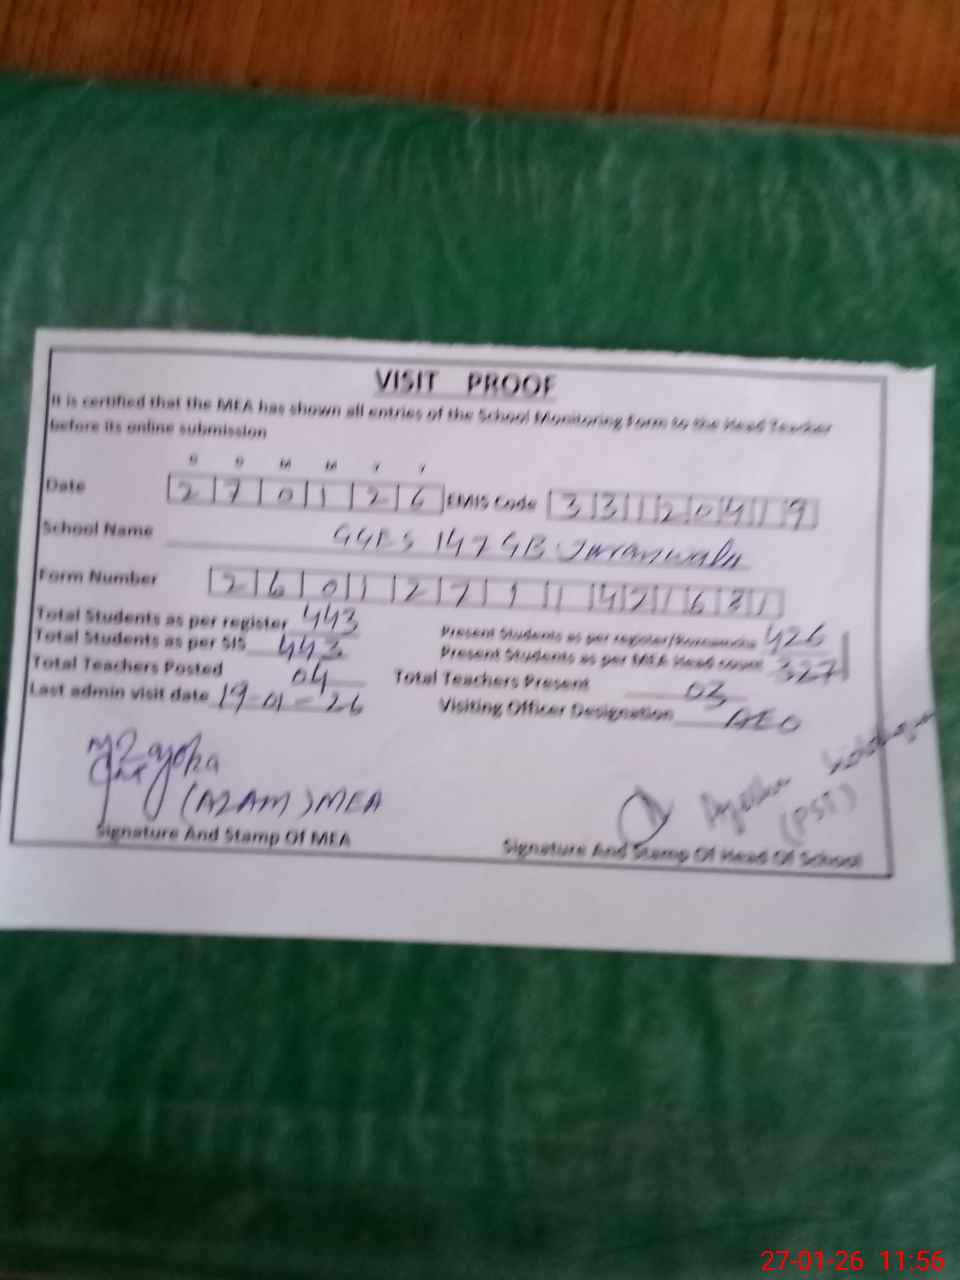 VISIT PROOF
It is certified that the MEA has shown all entries of the School Monitoring Form to the Head Teacher
before its online submission
D D M M Y Y
Date 2 7 0 1 2 6 EMIS Code 3 3 1 2 0 4 1 9
School Name GGES 147 GB Jaranwala
Form Number 2 6 0 1 2 7 1 1 4 2 1 6 8 1
Total Students as per register 443
Present Students as per register/Remarks 426
Total Students as per SIS 443
Present Students as per MEA Head count 327
Total Teachers Posted 04
Total Teachers Present 03
Last admin visit date 19-01-26
Visiting Officer Designation AEO
(AZAM) MEA
Ayesha
(PST)
Signature And Stamp Of MEA
Signature And Stamp Of Head Of School
27-01-26 11:56